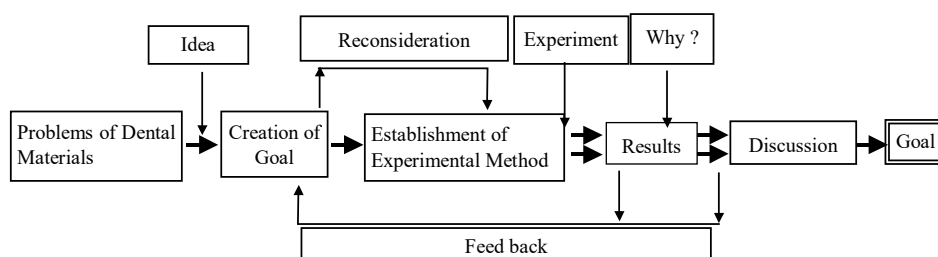 Idea
Reconsideration
Experiment
Why ?
Problems of Dental
Materials
Creation of
Goal
Establishment of
Experimental Method
Results
Discussion
Goal
Feed back